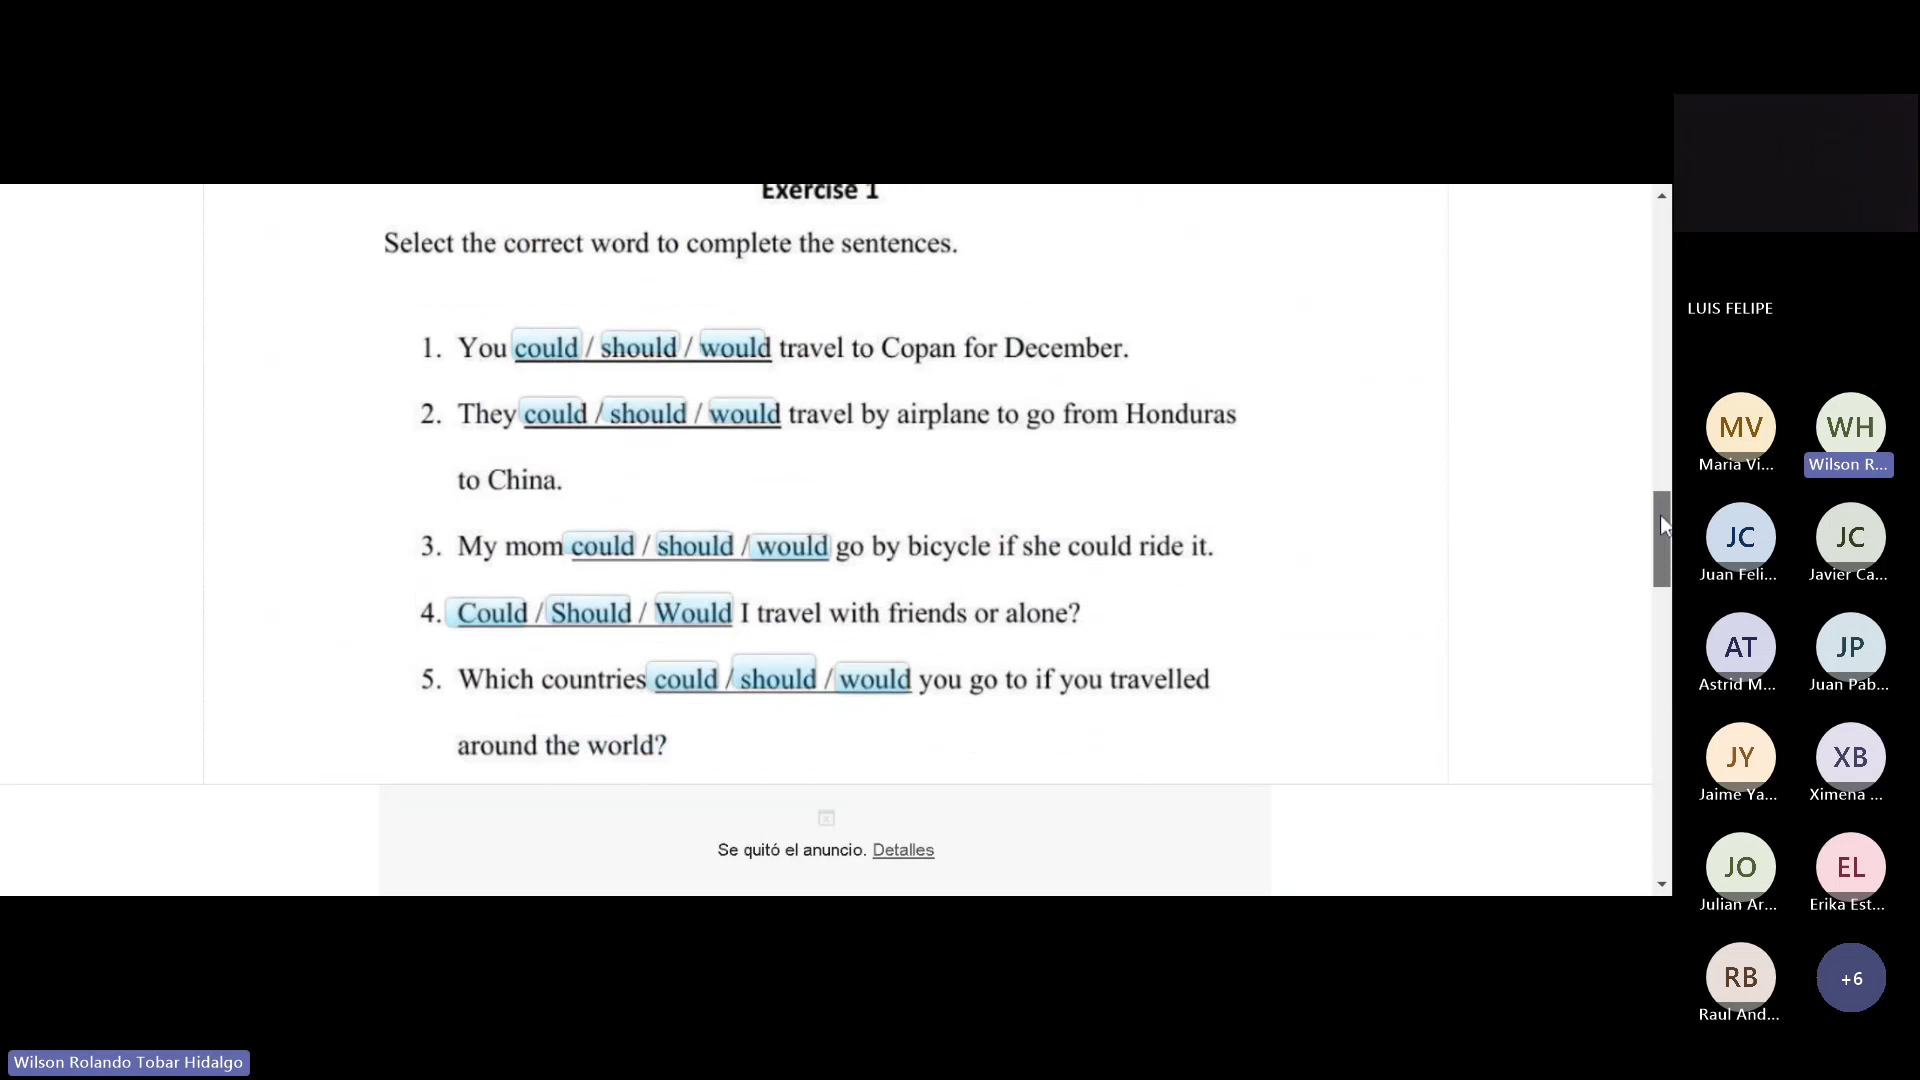 Exercise 1
Select the correct word to complete the sentences.
1. You could / should / would travel to Copan for December.
2. They could / should / would travel by airplane to go from Honduras
to China.
3. My mom could / should / would go by bicycle if she could ride it.
4. Could / Should / Would I travel with friends or alone?
5. Which countries could / should / would you go to if you travelled
around the world?
Se quitó el anuncio. Detalles
LUIS FELIPE
MV WH
Maria Vi... Wilson R...
JC JC
Juan Feli... Javier Ca...
AT JP
Astrid M... Juan Pab...
JY XB
Jaime Ya... Ximena ...
JO EL
Julian Ar... Erika Est...
RB +6
Raul And...
Wilson Rolando Tobar Hidalgo